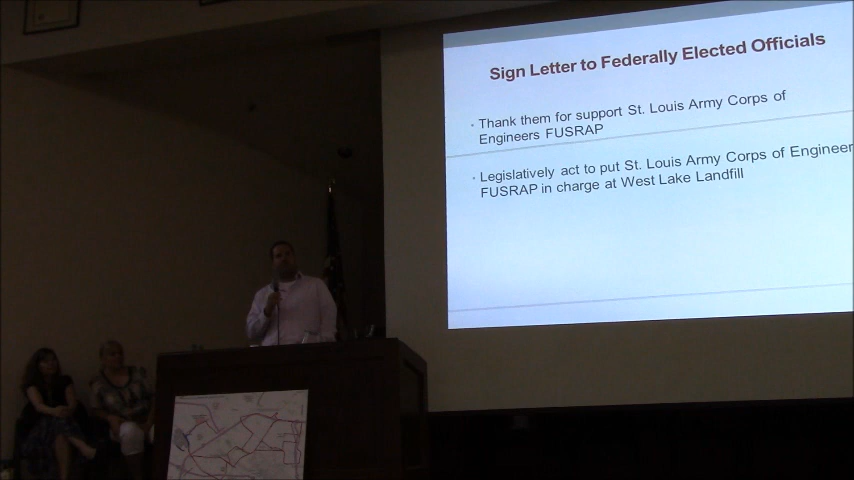 Sign Letter to Federally Elected Officials
• Thank them for support St. Louis Army Corps of
Engineers FUSRAP
• Legislatively act to put St. Louis Army Corps of Engineer
FUSRAP in charge at West Lake Landfill